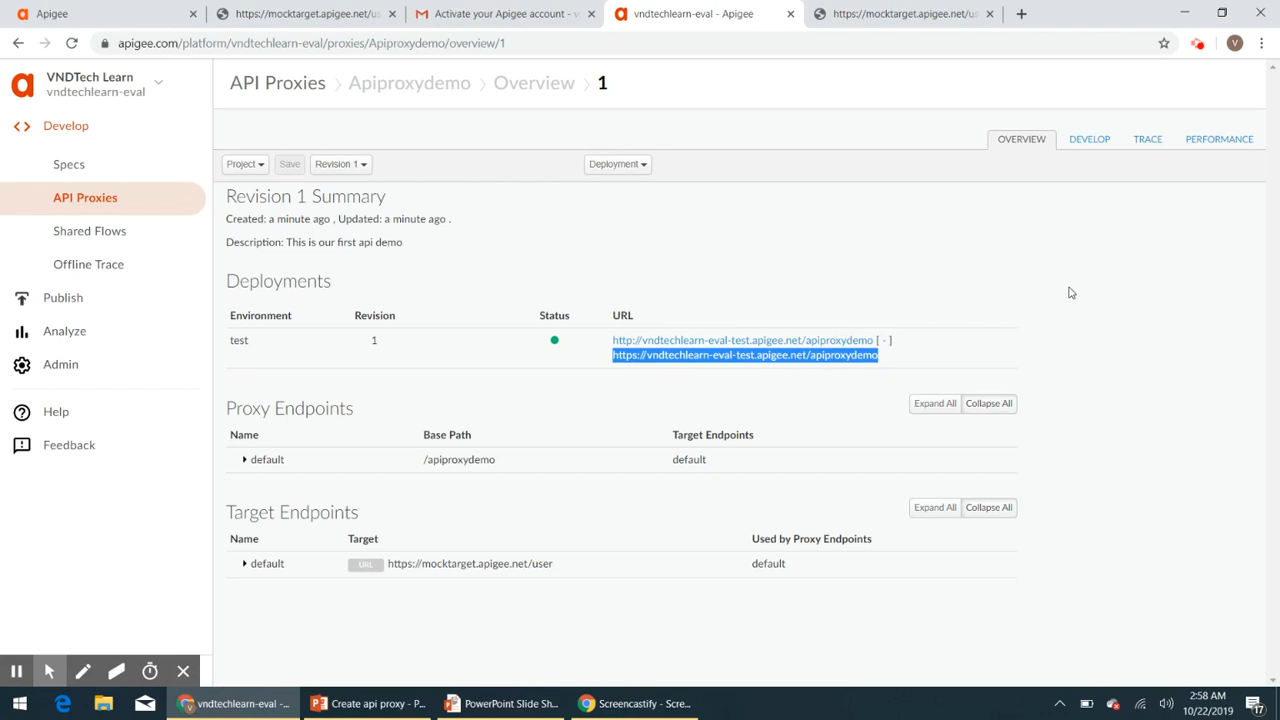 Apigee
https://mocktarget.apigee.net/us
Activate your Apigee account - v
vndtechlearn-eval - Apigee
https://mocktarget.apigee.net/us
apigee.com/platform/vndtechlearn-eval/proxies/Apiproxydemo/overview/1
V
VNDTech Learn
vndtechlearn-eval
API Proxies
Apiproxydemo
Overview
1
Develop
OVERVIEW
DEVELOP
TRACE
PERFORMANCE
Specs
Project
Save
Revision 1
Deployment
API Proxies
Shared Flows
Offline Trace
Publish
Analyze
Admin
Help
Feedback
Revision 1 Summary
Created: a minute ago , Updated: a minute ago .
Description: This is our first api demo
Deployments
Environment Revision Status URL
test 1 http://vndtechlearn-eval-test.apigee.net/apiproxydemo [ - ]
https://vndtechlearn-eval-test.apigee.net/apiproxydemo
Proxy Endpoints
Expand All Collapse All
Name Base Path Target Endpoints
default /apiproxydemo default
Target Endpoints
Expand All Collapse All
Name Target Used by Proxy Endpoints
default URL https://mocktarget.apigee.net/user default
vndtechlearn-eval -...
Create api proxy - P...
PowerPoint Slide Sh...
Screencastify - Scre...
2:58 AM
10/22/2019
17